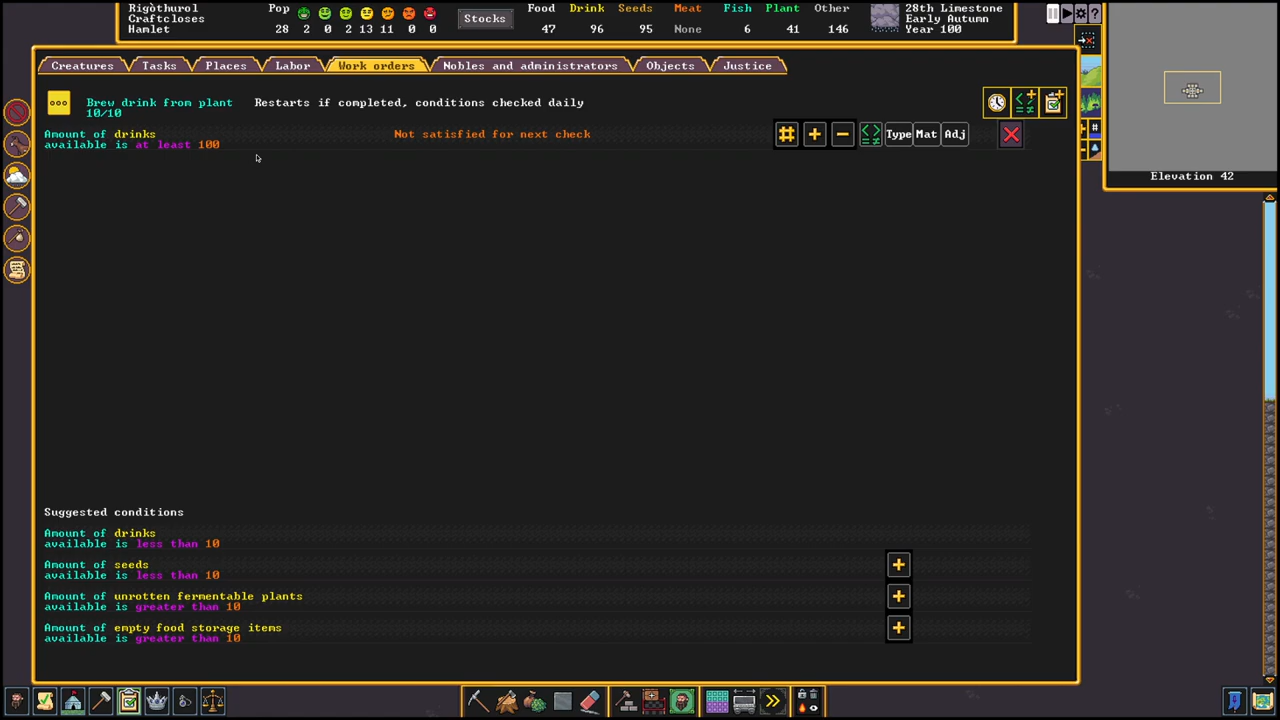 Rigòthurol
Craftcloses
Hamlet
Pop
28 2 0 2 13 11 0 0
Stocks
Food Drink Seeds Meat Fish Plant Other
47 96 95 None 6 41 146
28th Limestone
Early Autumn
Year 100
?
Creatures Tasks Places Labor Work orders Nobles and administrators Objects Justice
Brew drink from plant
10/10
Restarts if completed, conditions checked daily
Amount of drinks
available is at least 100
Not satisfied for next check
Type Mat Adj
Elevation 42
Suggested conditions
Amount of drinks
available is less than 10
Amount of seeds
available is less than 10
Amount of unrotten fermentable plants
available is greater than 10
Amount of empty food storage items
available is greater than 10